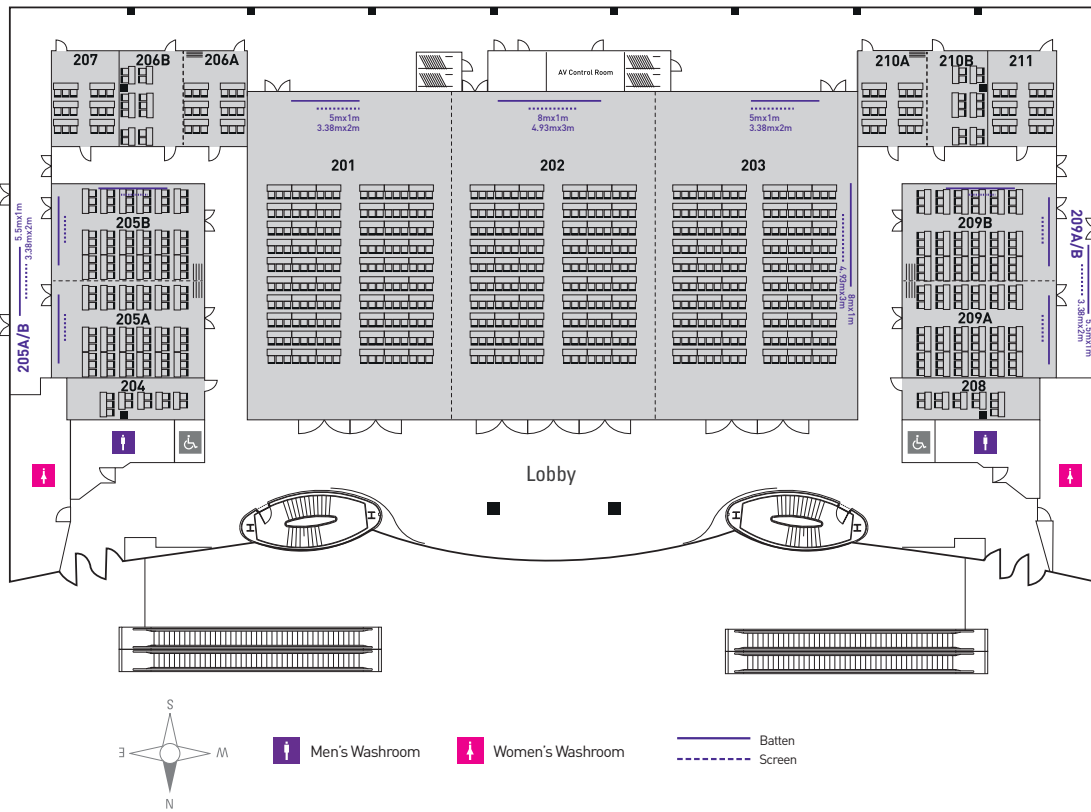 207
206B
206A
AV Control Room
210A
210B
211
5mx1m
3.38mx2m
8mx1m
4.93mx3m
5mx1m
3.38mx2m
201
202
203
205B
205A
204
205A/B
5.5mx1m
3.38mx2m
4.93mx3m
8mx1m
209B
209A
208
209A/B
5.5mx1m
3.38mx2m
Lobby
H
H
H
H
S
E
W
N
Men's Washroom
Women's Washroom
Batten
Screen